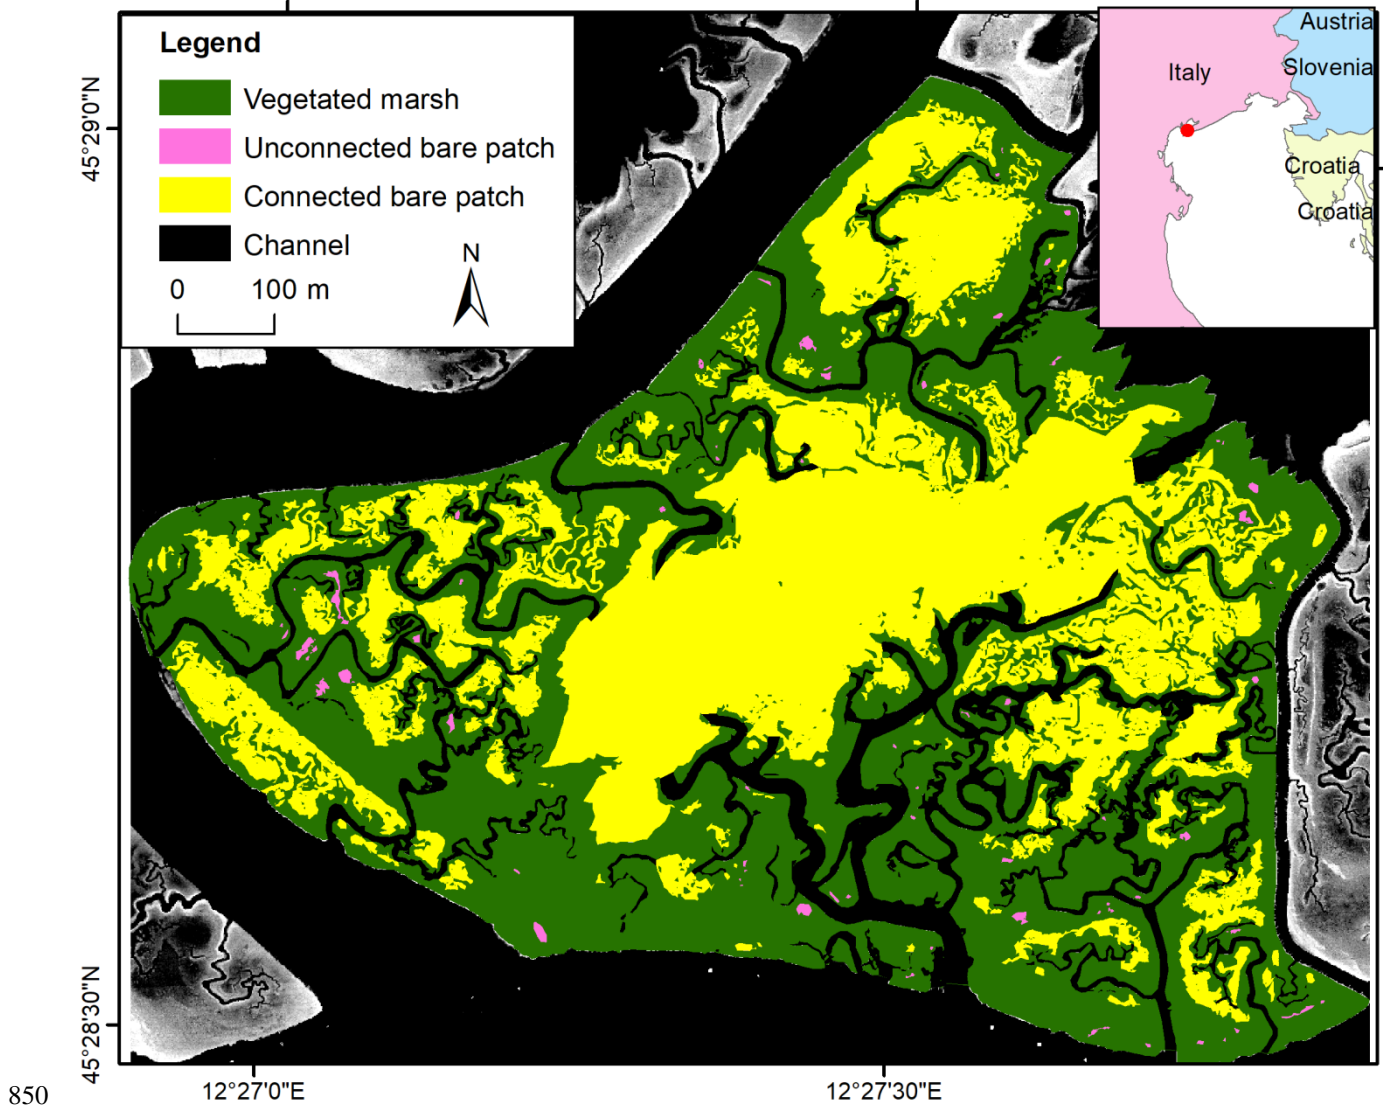 Legend
Vegetated marsh
Unconnected bare patch
Connected bare patch
Channel
N
0 100 m
Austria
Italy
Slovenia
Croatia
Croatia
45°29'0"N
45°28'30"N
12°27'0"E
12°27'30"E
850